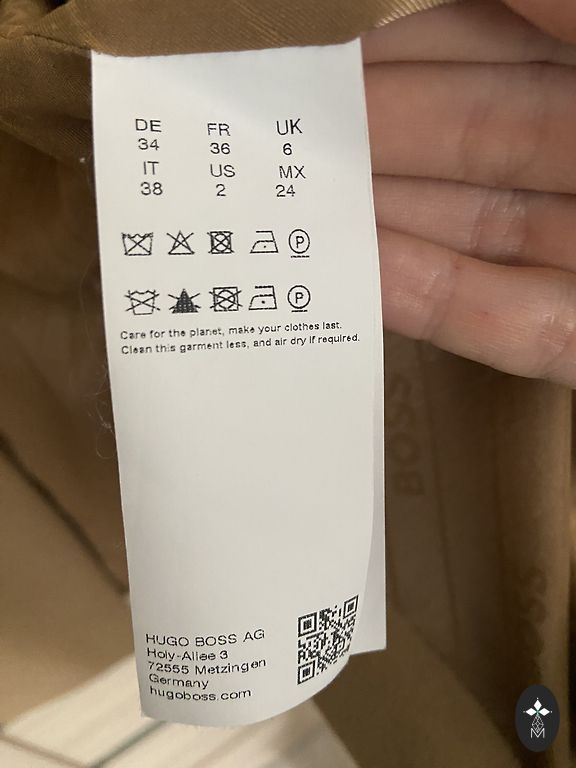 DE FR UK
34 36 6
IT US MX
38 2 24
P
P
Care for the planet, make your clothes last.
Clean this garment less, and air dry if required.
BOSS
BOSS
HUGO BOSS AG
Holy-Allee 3
72555 Metzingen
Germany
hugoboss.com
M